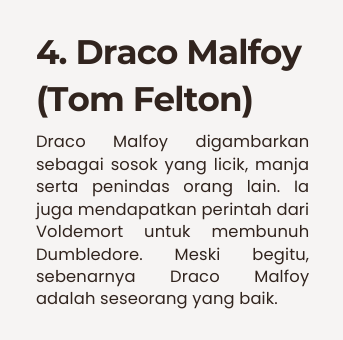 4. Draco Malfoy
(Tom Felton)
Draco Malfoy digambarkan
sebagai sosok yang licik, manja
serta penindas orang lain. Ia
juga mendapatkan perintah dari
Voldemort untuk membunuh
Dumbledore. Meski begitu,
sebenarnya Draco Malfoy
adalah seseorang yang baik.